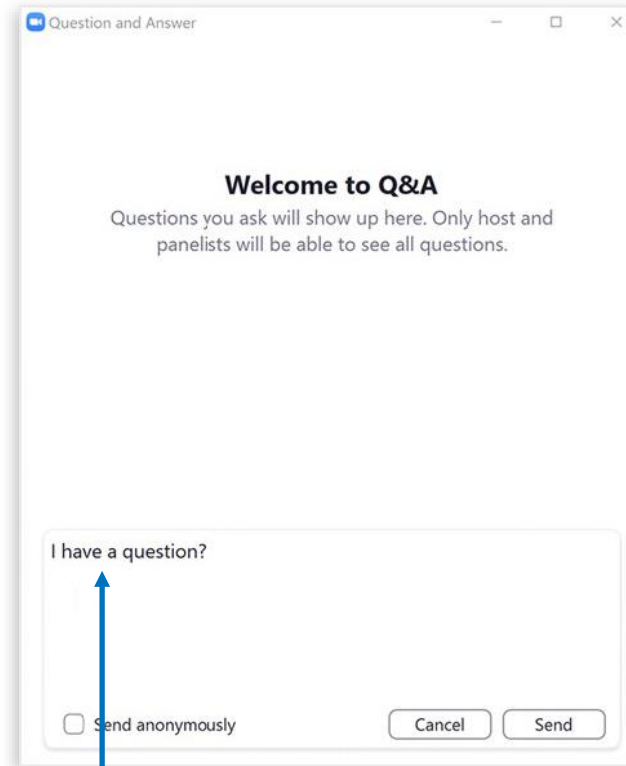 Question and Answer
Welcome to Q&A
Questions you ask will show up here. Only host and
panelists will be able to see all questions.
I have a question?
Send anonymously
Cancel
Send